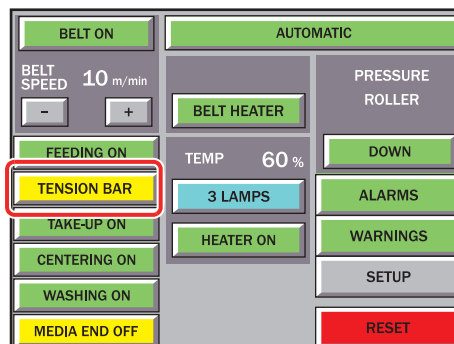 BELT ON
AUTOMATIC
BELT
SPEED 10 m/min
- +
FEEDING ON
TENSION BAR
TAKE-UP ON
CENTERING ON
WASHING ON
MEDIA END OFF
BELT HEATER
TEMP 60 %
3 LAMPS
HEATER ON
PRESSURE
ROLLER
DOWN
ALARMS
WARNINGS
SETUP
RESET